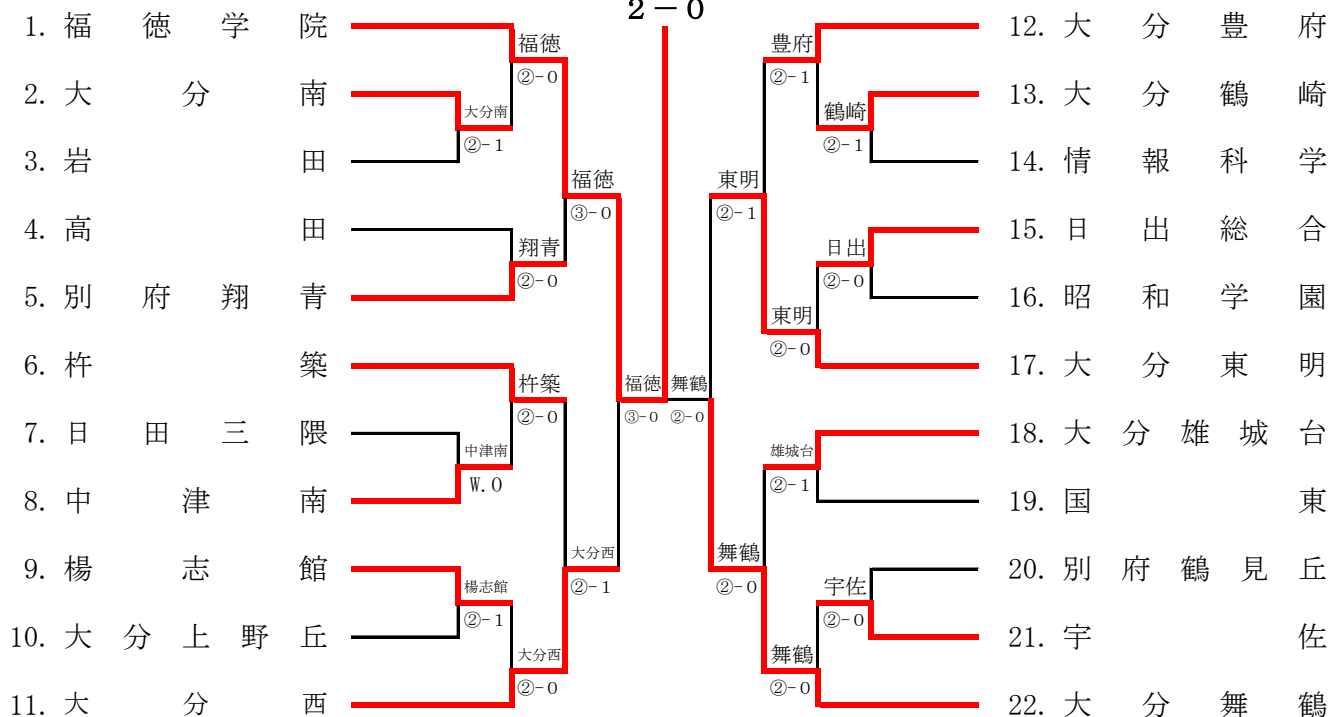 2－0
1. 福徳学院
福徳
②-0
2. 大分南
大分南
②-1
3. 岩田
福徳
③-0
4. 高田
翔青
②-0
5. 別府翔青
6. 杵築
杵築
②-0
福徳
③-0
7. 日田三隈
中津南
W.O
8. 中津南
9. 楊志館
大分西
②-1
楊志館
②-1
10. 大分上野丘
大分西
②-0
11. 大分西
12. 大分豊府
豊府
②-1
13. 大分鶴崎
鶴崎
②-1
14. 情報科学
東明
②-1
15. 日出総合
日出
②-0
16. 昭和学園
東明
②-0
17. 大分東明
舞鶴
②-0
18. 大分雄城台
雄城台
②-1
19. 国東
舞鶴
②-0
20. 別府鶴見丘
宇佐
②-0
21. 宇佐
舞鶴
②-0
22. 大分舞鶴